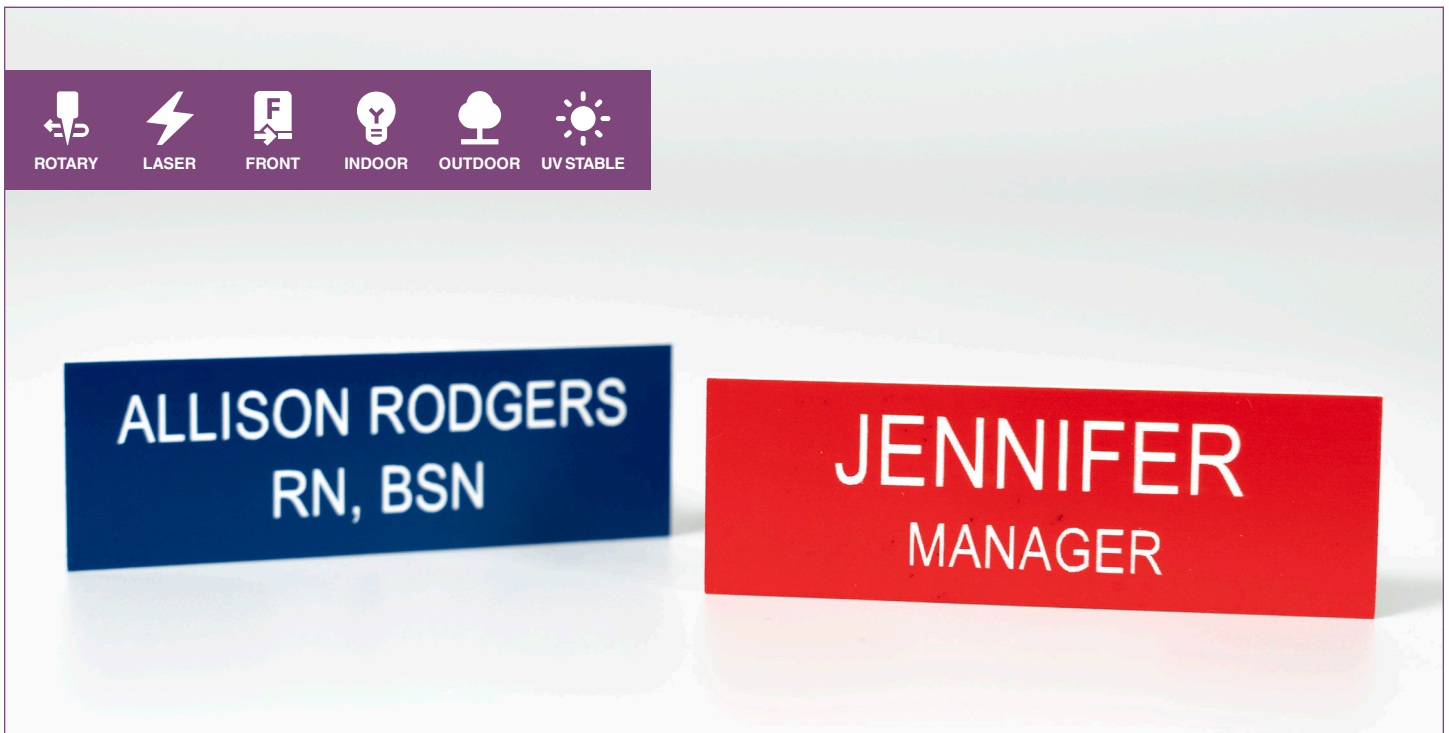 F
ROTARY LASER FRONT INDOOR OUTDOOR UV STABLE
ALLISON RODGERS
RN, BSN
JENNIFER
MANAGER